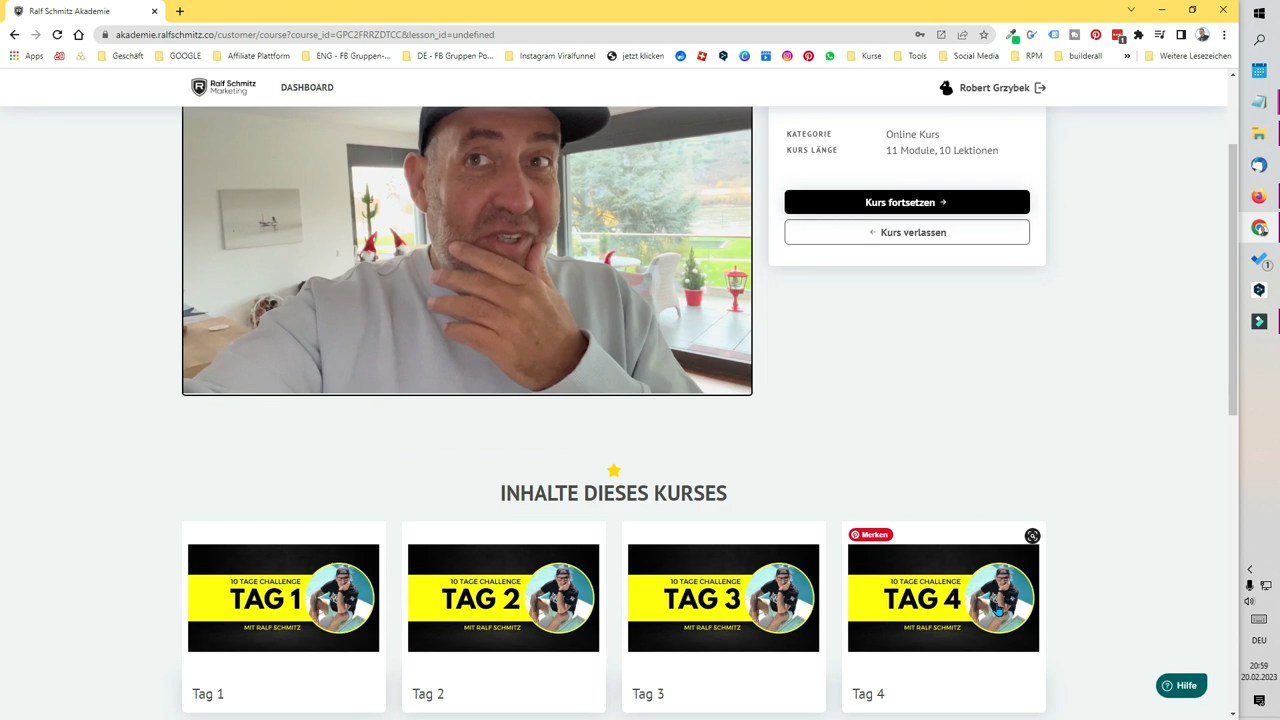 Ralf Schmitz Akademie
akademie.ralfschmitz.co/customer/course?course_id=GPC2FRRZDTCC&lesson_id=undefined
Apps
Geschäft
GOOGLE
Affiliate Plattform
ENG - FB Gruppen-...
DE - FB Gruppen Po...
Instagram Viralfunnel
jetzt klicken
Kurse
Tools
Social Media
RPM
builderall
»
Weitere Lesezeichen
Ralf Schmitz
Marketing
DASHBOARD
Robert Grzybek
KATEGORIE Online Kurs
KURS LÄNGE 11 Module, 10 Lektionen
Kurs fortsetzen →
← Kurs verlassen
INHALTE DIESES KURSES
10 TAGE CHALLENGE
TAG 1
MIT RALF SCHMITZ
Tag 1
10 TAGE CHALLENGE
TAG 2
MIT RALF SCHMITZ
Tag 2
10 TAGE CHALLENGE
TAG 3
MIT RALF SCHMITZ
Tag 3
Merken
10 TAGE CHALLENGE
TAG 4
MIT RALF SCHMITZ
Tag 4
Hilfe
DEU
20:59
20.02.2023